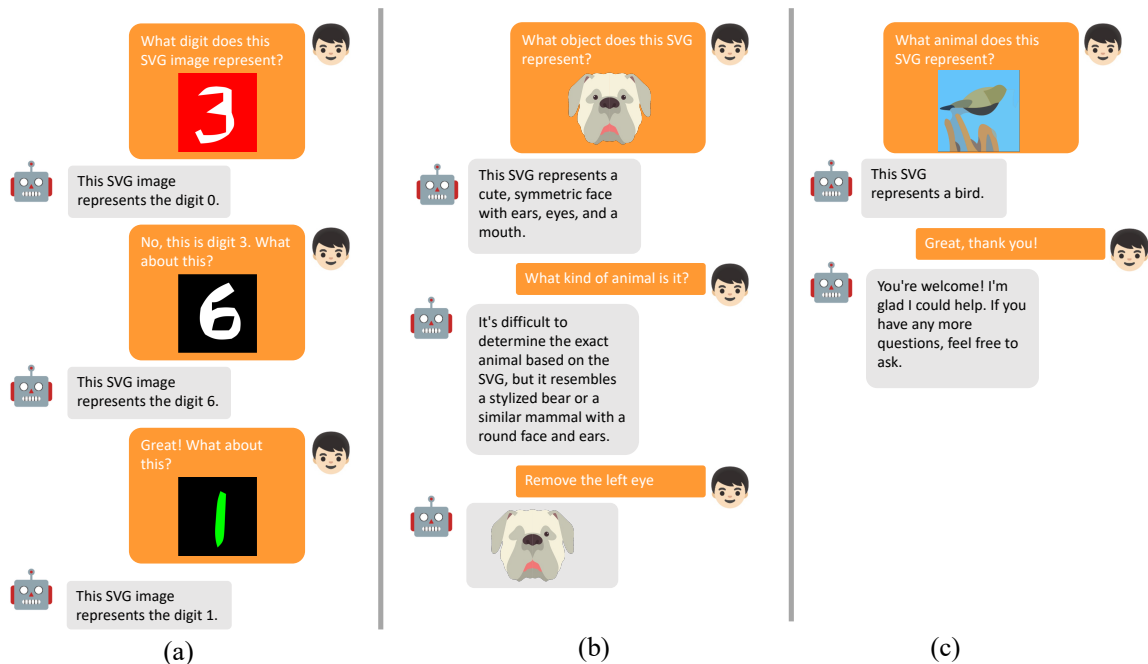 What digit does this
SVG image represent?
3
This SVG image
represents the digit 0.
No, this is digit 3. What
about this?
6
This SVG image
represents the digit 6.
Great! What about
this?
1
This SVG image
represents the digit 1.
(a)
What object does this SVG
represent?
This SVG represents a
cute, symmetric face
with ears, eyes, and a
mouth.
What kind of animal is it?
It's difficult to
determine the exact
animal based on the
SVG, but it resembles
a stylized bear or a
similar mammal with a
round face and ears.
Remove the left eye
(b)
What animal does this
SVG represent?
This SVG
represents a bird.
Great, thank you!
You're welcome! I'm
glad I could help. If you
have any more
questions, feel free to
ask.
(c)